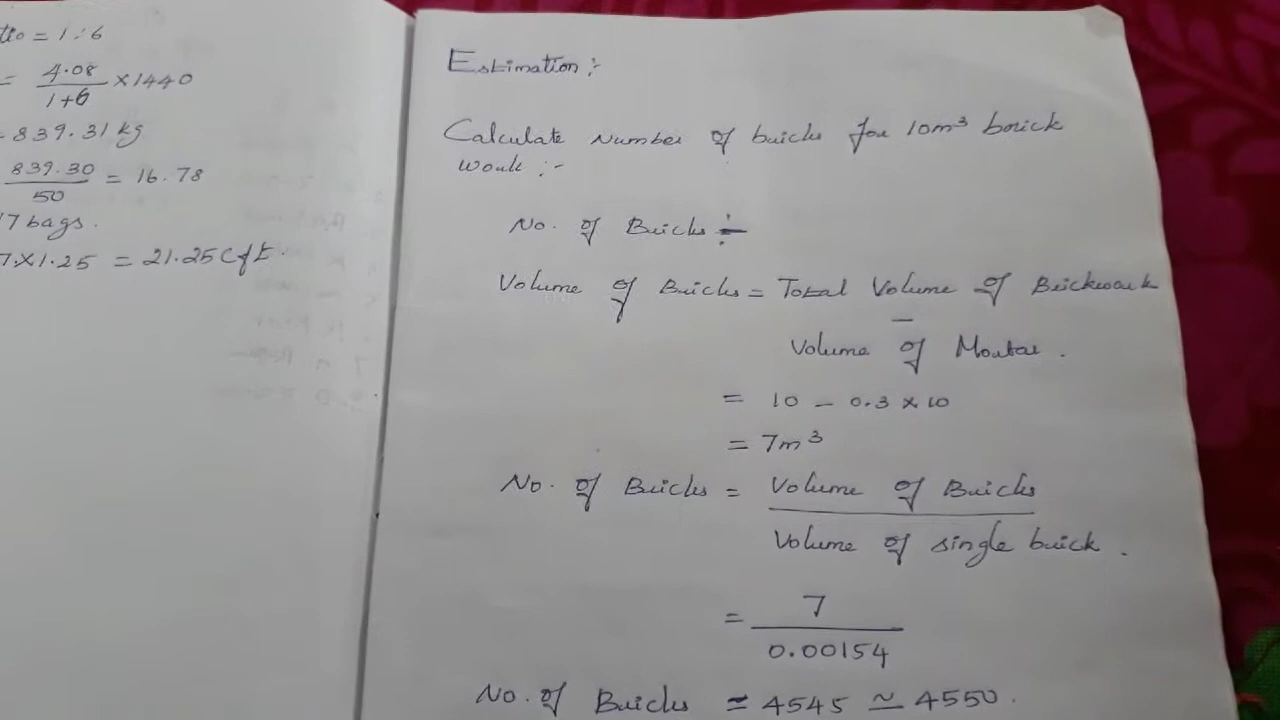 tio = 1:6
= 4.08 / 1+6 × 1440
= 839.31 kg
839.30 / 50 = 16.78
17 bags.
7×1.25 = 21.25 cft.
Estimation :-
Calculate Number of bricks for 10m³ brick
work :-
No. of Bricks :-
Volume of Bricks = Total Volume of Brickwork
—
Volume of Mortar .
= 10 – 0.3 × 10
= 7m³
No. of Bricks = Volume of Bricks
Volume of single brick .
= 7
0.00154
No. of Bricks = 4545 ≃ 4550 .